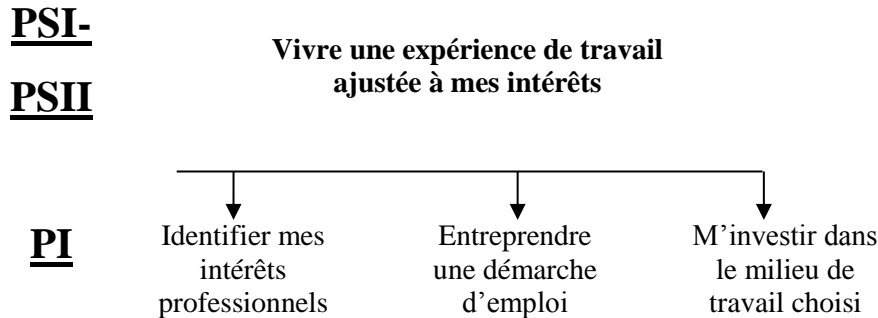 PSI-
PSII
Vivre une expérience de travail
ajustée à mes intérêts
PI
Identifier mes
intérêts
professionnels
Entreprendre
une démarche
d’emploi
M’investir dans
le milieu de
travail choisi